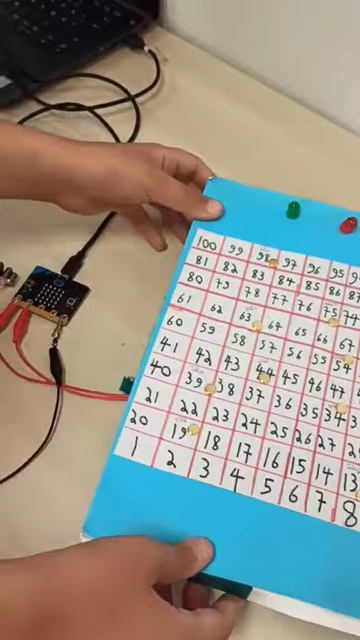 100 99 98 97 96 95
81 82 83 84 85 86 87
80 79 78 77 76 75 74
61 62 63 64 65 66 67
60 59 58 57 56 55 54
41 42 43 44 45 46 47
40 39 38 37 36 35 34
21 22 23 24 25 26 27
20 19 18 17 16 15 14 13
1 2 3 4 5 6 7 8